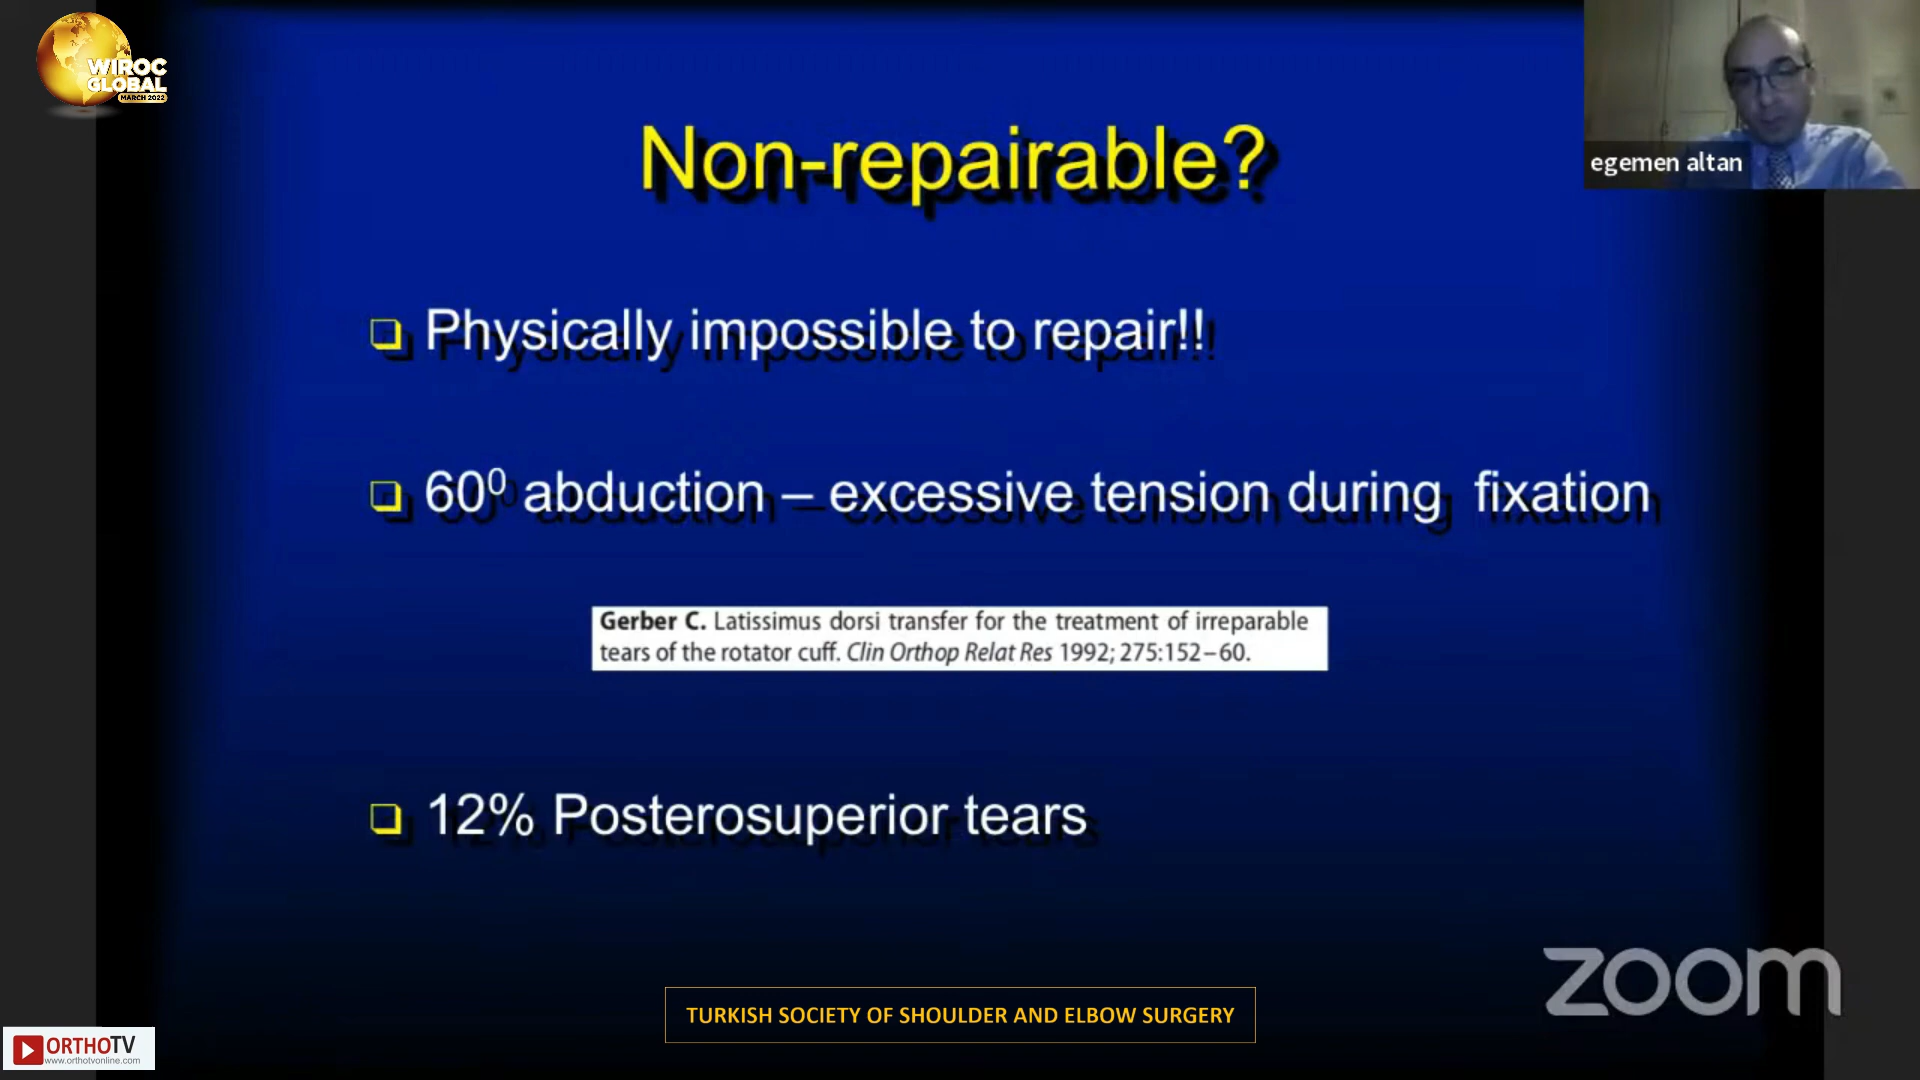 WIROC
GLOBAL
MARCH 2022
egemen altan
Non-repairable?
Physically impossible to repair!!
60⁰ abduction – excessive tension during fixation
Gerber C. Latissimus dorsi transfer for the treatment of irreparable
tears of the rotator cuff. Clin Orthop Relat Res 1992; 275:152–60.
12% Posterosuperior tears
zoom
TURKISH SOCIETY OF SHOULDER AND ELBOW SURGERY
ORTHOTV
www.orthotvonline.com